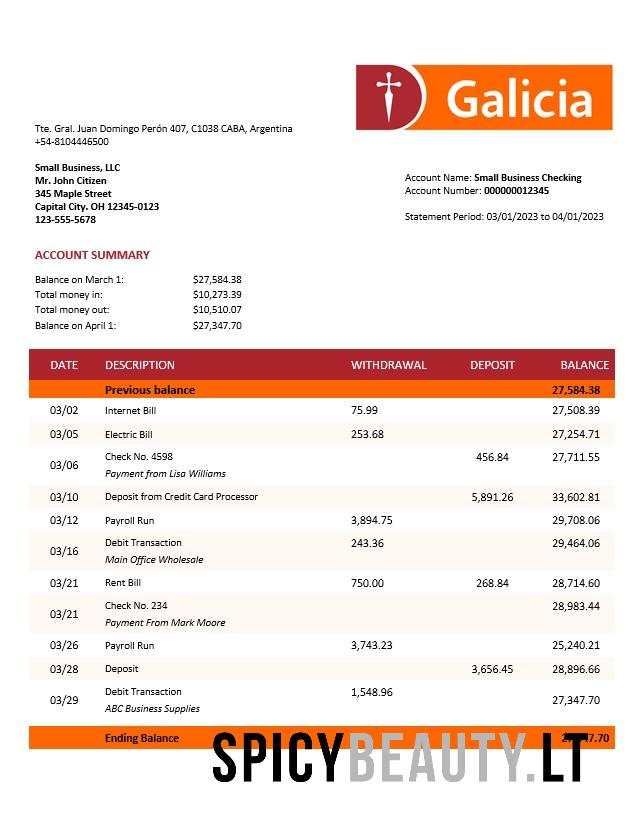 Galicia
Tte. Gral. Juan Domingo Perón 407, C1038 CABA, Argentina
+54-8104446500
Small Business, LLC
Mr. John Citizen
345 Maple Street
Capital City. OH 12345-0123
123-555-5678
Account Name: Small Business Checking
Account Number: 000000012345
Statement Period: 03/01/2023 to 04/01/2023
ACCOUNT SUMMARY
Balance on March 1: $27,584.38
Total money in: $10,273.39
Total money out: $10,510.07
Balance on April 1: $27,347.70
DATE DESCRIPTION WITHDRAWAL DEPOSIT BALANCE
Previous balance 27,584.38
03/02 Internet Bill 75.99 27,508.39
03/05 Electric Bill 253.68 27,254.71
03/06 Check No. 4598 456.84 27,711.55
Payment from Lisa Williams
03/10 Deposit from Credit Card Processor 5,891.26 33,602.81
03/12 Payroll Run 3,894.75 29,708.06
03/16 Debit Transaction 243.36 29,464.06
Main Office Wholesale
03/21 Rent Bill 750.00 268.84 28,714.60
03/21 Check No. 234 28,983.44
Payment From Mark Moore
03/26 Payroll Run 3,743.23 25,240.21
03/28 Deposit 3,656.45 28,896.66
03/29 Debit Transaction 1,548.96 27,347.70
ABC Business Supplies
Ending Balance
SPICYBEAUTY.LT